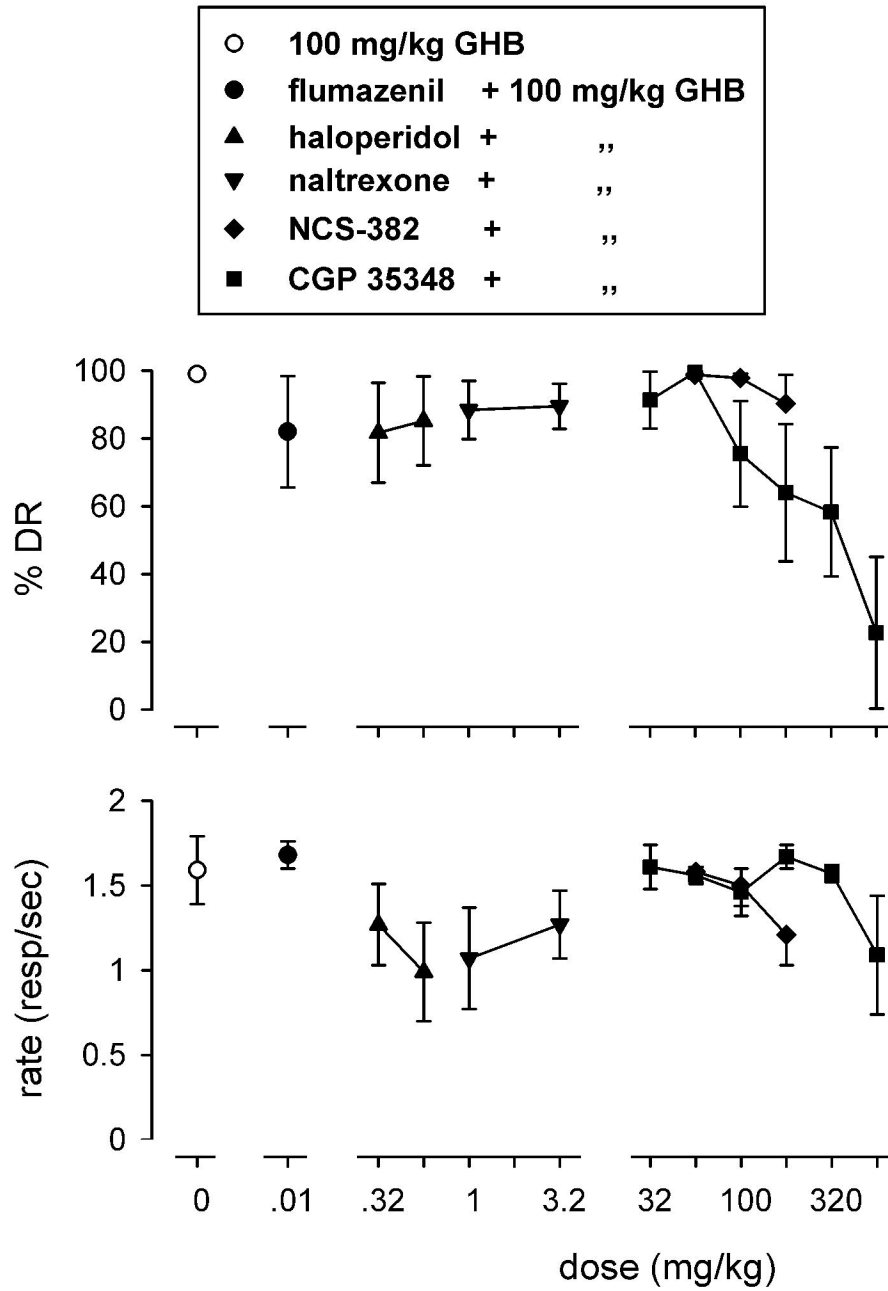 100 mg/kg GHB
flumazenil + 100 mg/kg GHB
haloperidol + ,,
naltrexone + ,,
NCS-382 + ,,
CGP 35348 + ,,
100
80
60
40
20
0
% DR
2
1.5
1
0.5
0
rate (resp/sec)
0 .01 .32 1 3.2 32 100 320
dose (mg/kg)